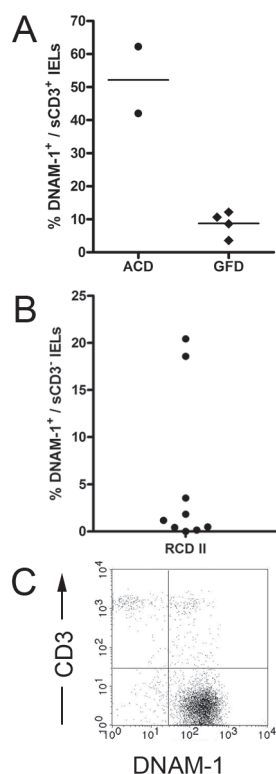 A
% DNAM-1⁺ / sCD3⁺ IELs
70
60
50
40
30
20
10
0
ACD GFD
B
% DNAM-1⁺ / sCD3⁻ IELs
25
20
15
10
5
0
RCD II
C
CD3
10⁴
10³
10²
10¹
10⁰
10⁰ 10¹ 10² 10³ 10⁴
DNAM-1